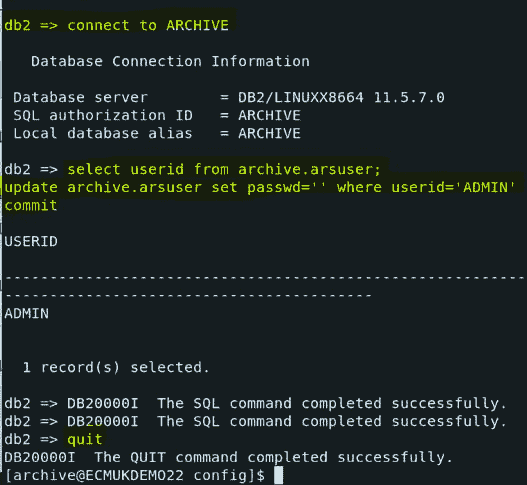 db2 => connect to ARCHIVE
Database Connection Information
Database server = DB2/LINUXX8664 11.5.7.0
SQL authorization ID = ARCHIVE
Local database alias = ARCHIVE
db2 => select userid from archive.arsuser;
update archive.arsuser set passwd='' where userid='ADMIN'
commit
USERID
----------------------------------------------------------
-----------------------------------------
ADMIN
1 record(s) selected.
db2 => DB20000I The SQL command completed successfully.
db2 => DB20000I The SQL command completed successfully.
db2 => quit
DB20000I The QUIT command completed successfully.
[archive@ECMUKDEMO22 config]$